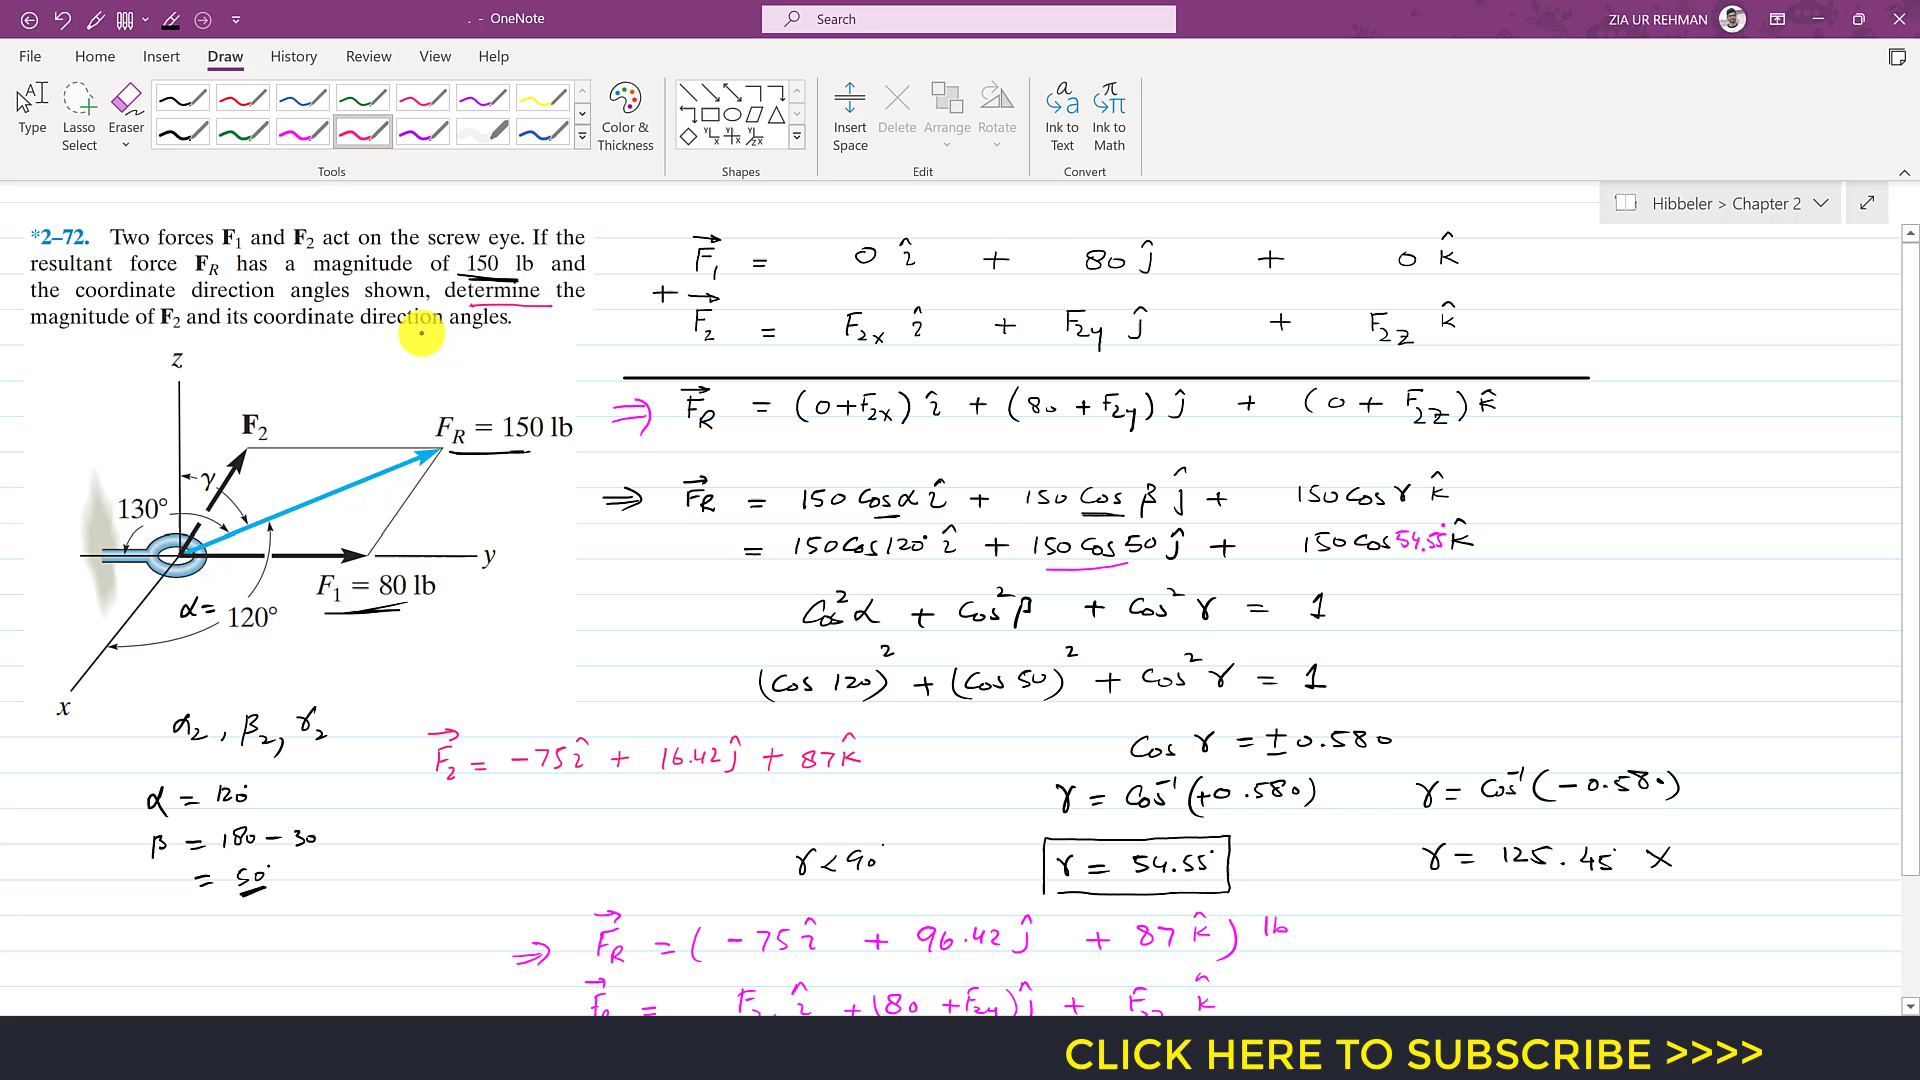 . - OneNote
Search
ZIA UR REHMAN
File Home Insert Draw History Review View Help
Type
Lasso Select
Eraser
Color & Thickness
Insert Space
Delete
Arrange
Rotate
Ink to Text
Ink to Math
Tools
Shapes
Edit
Convert
Hibbeler > Chapter 2
*2–72. Two forces F₁ and F₂ act on the screw eye. If the
resultant force F_R has a magnitude of 150 lb and
the coordinate direction angles shown, determine the
magnitude of F₂ and its coordinate direction angles.
z
F₂
F_R = 150 lb
γ
130°
y
F₁ = 80 lb
α=
120°
x
α₂, β₂, γ₂
α = 120°
β = 180 - 30
= 50°
F₁ = 0 î + 80 ĵ + 0 k̂
+
F₂ = F₂x î + F₂y ĵ + F₂z k̂
⇒ F_R = (0+F₂x) î + (80 + F₂y) ĵ + (0 + F₂z) k̂
⇒ F_R = 150 cos α î + 150 cos β ĵ + 150 cos γ k̂
= 150 cos 120° î + 150 cos 50 ĵ + 150 cos 54.55° k̂
cos² α + cos² β + cos² γ = 1
(cos 120)² + (cos 50)² + cos² γ = 1
F₂ = -75 î + 16.42 ĵ + 87 k̂
cos γ = ± 0.580
γ = cos⁻¹ (+0.580) γ = cos⁻¹ (-0.580)
γ < 90° γ = 54.55° γ = 125.45° X
⇒ F_R = (-75 î + 96.42 ĵ + 87 k̂) lb
= î + (80 + F₂y) ĵ + k̂
CLICK HERE TO SUBSCRIBE >>>>